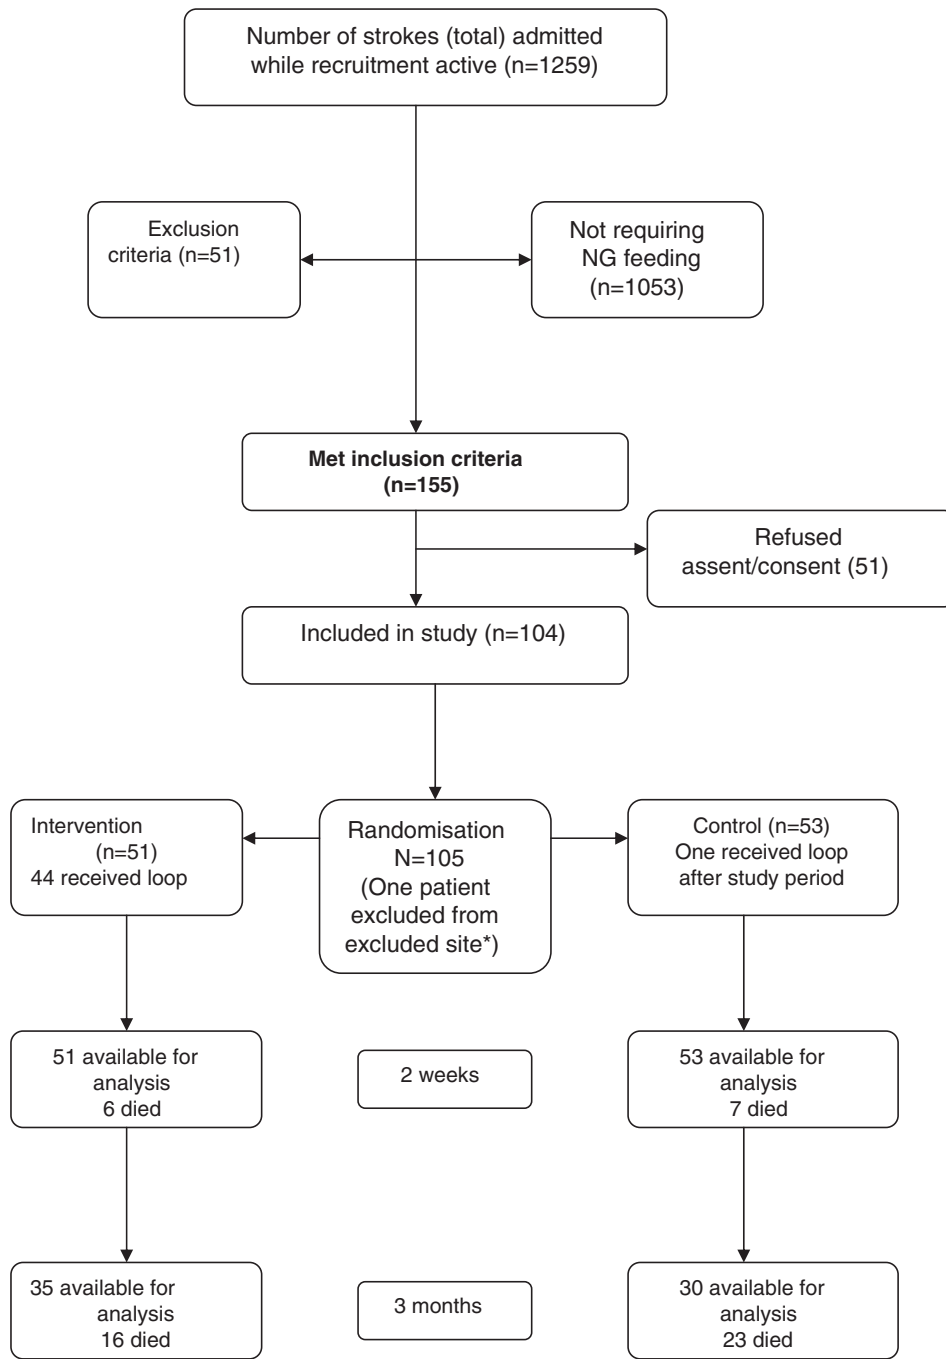 Number of strokes (total) admitted
while recruitment active (n=1259)
Exclusion
criteria (n=51)
Not requiring
NG feeding
(n=1053)
Met inclusion criteria
(n=155)
Refused
assent/consent (51)
Included in study (n=104)
Intervention
(n=51)
44 received loop
Randomisation
N=105
(One patient
excluded from
excluded site*)
Control (n=53)
One received loop
after study period
51 available for
analysis
6 died
2 weeks
53 available for
analysis
7 died
35 available for
analysis
16 died
3 months
30 available for
analysis
23 died